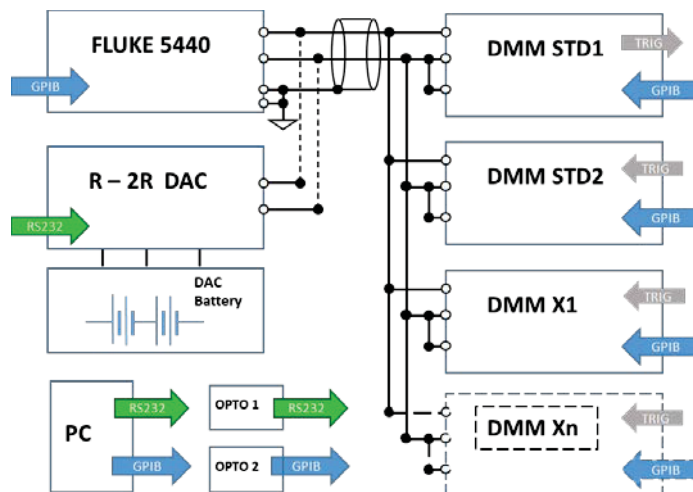 FLUKE 5440
GPIB
R – 2R DAC
RS232
DAC
Battery
PC
RS232
GPIB
OPTO 1
RS232
OPTO 2
GPIB
DMM STD1
TRIG
GPIB
DMM STD2
TRIG
GPIB
DMM X1
TRIG
GPIB
DMM Xn
TRIG
GPIB